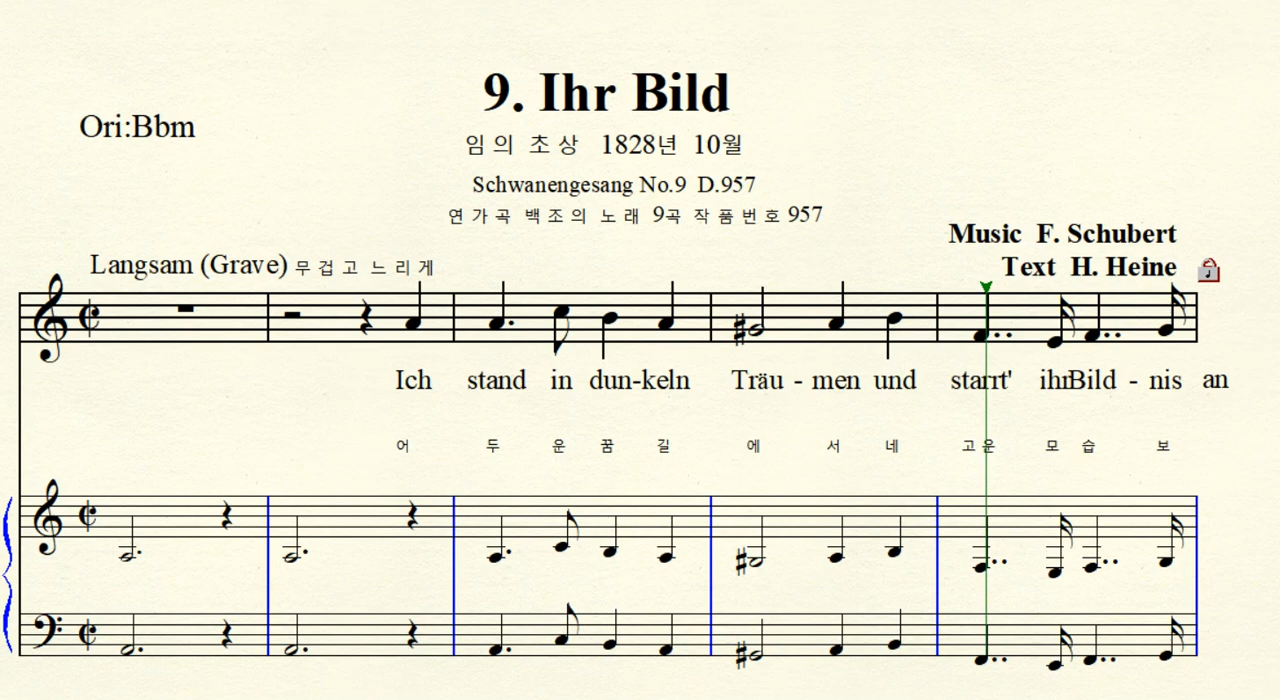 9. Ihr Bild
Ori:Bbm
임의 초상 1828년 10월
Schwanengesang No.9 D.957
연가곡 백조의 노래 9곡 작품번호 957
Music F. Schubert
Langsam (Grave) 무겁고 느리게
Text H. Heine
Ich stand in dun-keln Träu - men und starrt' ihr Bild - nis an
어 두 운 꿈 길 에 서 네 고운 모 습 보